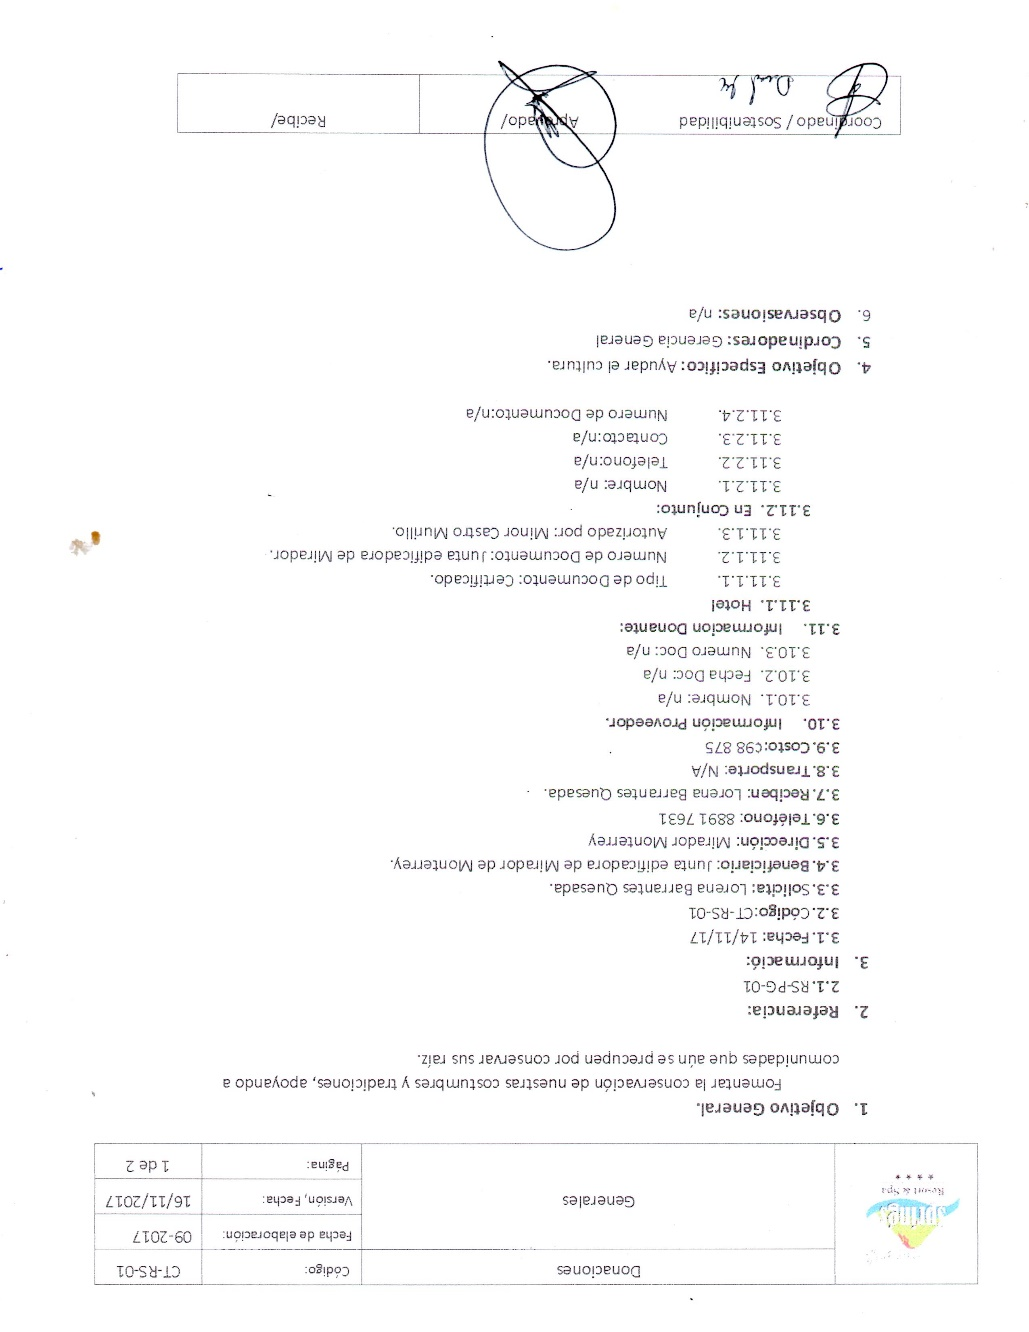 Donaciones
Código: CT-RS-01
Generales
Fecha de elaboración: 09-2017
Versión, Fecha: 16/11/2017
Página: 1 de 2
Springs
Resort & Spa
1. Objetivo General.
Fomentar la conservación de nuestras costumbres y tradiciones, apoyando a
comunidades que aún se precupen por conservar sus raíz.
2. Referencia:
2.1. RS-PG-01
3. Informació:
3.1. Fecha: 14/11/17
3.2. Código:CT-RS-01
3.3. Solicita: Lorena Barrantes Quesada.
3.4. Beneficiario: Junta edificadora de Mirador de Monterrey.
3.5. Dirección: Mirador Monterrey
3.6. Teléfono: 8891 7631
3.7. Reciben: Lorena Barrantes Quesada.
3.8. Transporte: N/A
3.9. Costo:¢98 875
3.10. Información Proveedor.
3.10.1. Nombre: n/a
3.10.2. Fecha Doc: n/a
3.10.3. Numero Doc: n/a
3.11. Informacion Donante:
3.11.1. Hotel
3.11.1.1. Tipo de Documento: Certificado.
3.11.1.2. Numero de Documento: Junta edificadora de Mirador.
3.11.1.3. Autorizado por: Minor Castro Murillo.
3.11.2. En Conjunto:
3.11.2.1. Nombre: n/a
3.11.2.2. Telefono:n/a
3.11.2.3. Contacto:n/a
3.11.2.4. Numero de Documento:n/a
4. Objetivo Especifico: Ayudar el cultura.
5. Cordinadores: Gerencia General
6. Observasiones: n/a
Coordinado / Sostenibilidad
Aprobado/
Recibe/